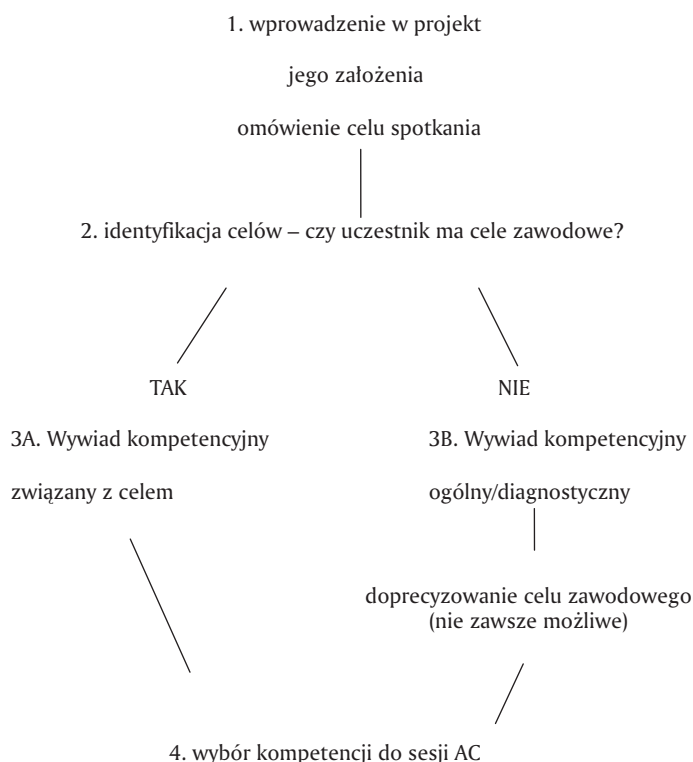 1. wprowadzenie w projekt
jego założenia
omówienie celu spotkania
2. identyfikacja celów – czy uczestnik ma cele zawodowe?
TAK
3A. Wywiad kompetencyjny
związany z celem
NIE
3B. Wywiad kompetencyjny
ogólny/diagnostyczny
doprecyzowanie celu zawodowego
(nie zawsze możliwe)
4. wybór kompetencji do sesji AC